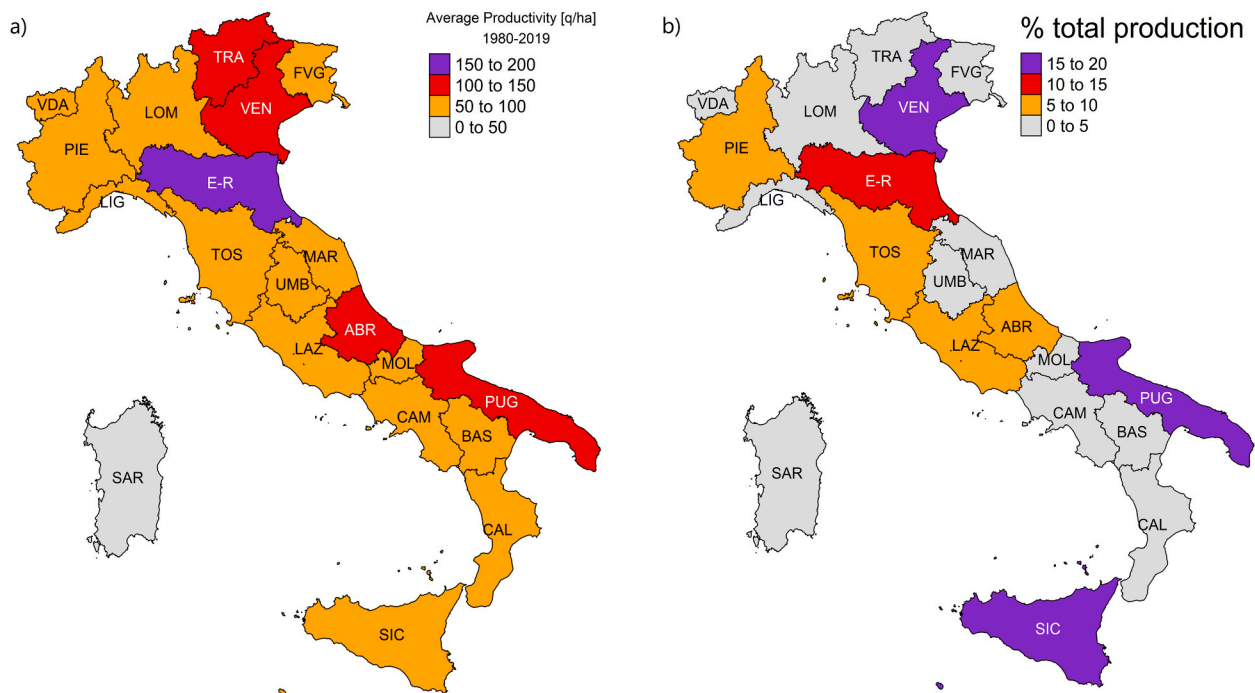 a)
Average Productivity [q/ha]
1980-2019
150 to 200
100 to 150
50 to 100
0 to 50
TRA
FVG
VDA
LOM
VEN
PIE
E-R
LIG
TOS
MAR
UMB
ABR
LAZ
MOL
PUG
CAM
BAS
SAR
CAL
SIC
b)
% total production
15 to 20
10 to 15
5 to 10
0 to 5
TRA
FVG
VDA
LOM
VEN
PIE
E-R
LIG
TOS
MAR
UMB
ABR
LAZ
MOL
PUG
CAM
BAS
SAR
CAL
SIC